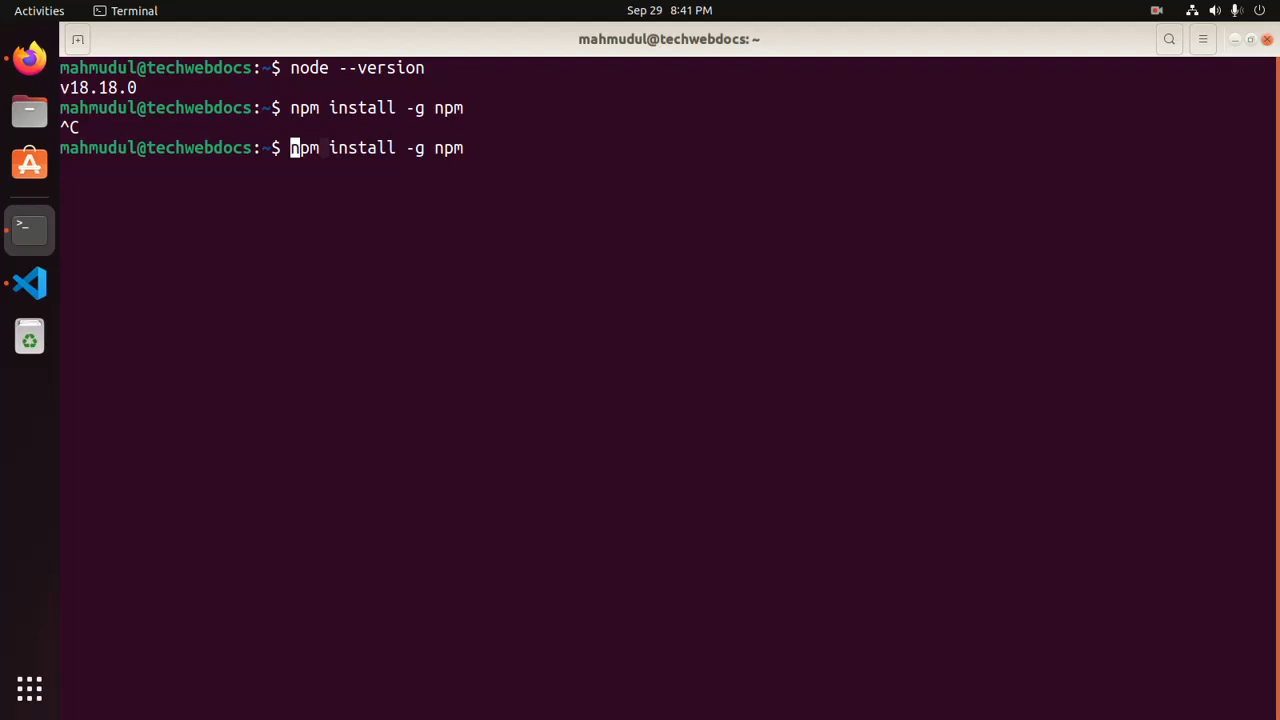 Activities
Terminal
Sep 29 8:41 PM
mahmudul@techwebdocs: ~
mahmudul@techwebdocs:~$ node --version
v18.18.0
mahmudul@techwebdocs:~$ npm install -g npm
^C
mahmudul@techwebdocs:~$ npm install -g npm
>_